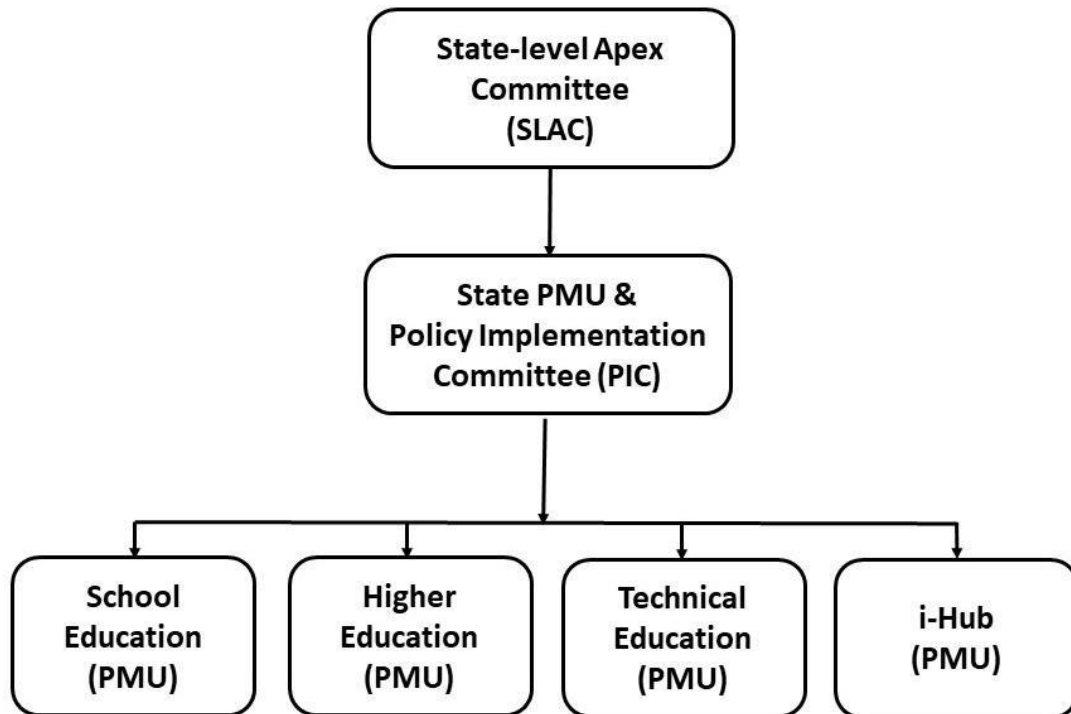 State-level Apex
Committee
(SLAC)
State PMU &
Policy Implementation
Committee (PIC)
School
Education
(PMU)
Higher
Education
(PMU)
Technical
Education
(PMU)
i-Hub
(PMU)